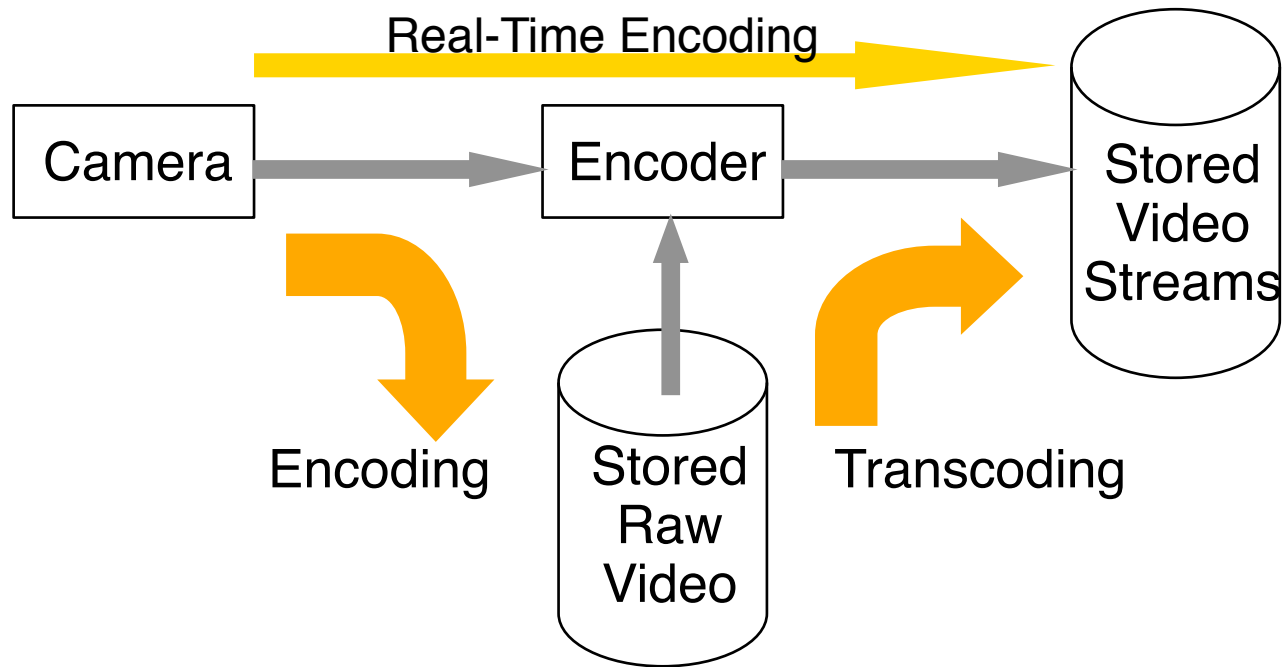 Real-Time Encoding
Camera
Encoder
Stored
Video
Streams
Encoding
Stored
Raw
Video
Transcoding